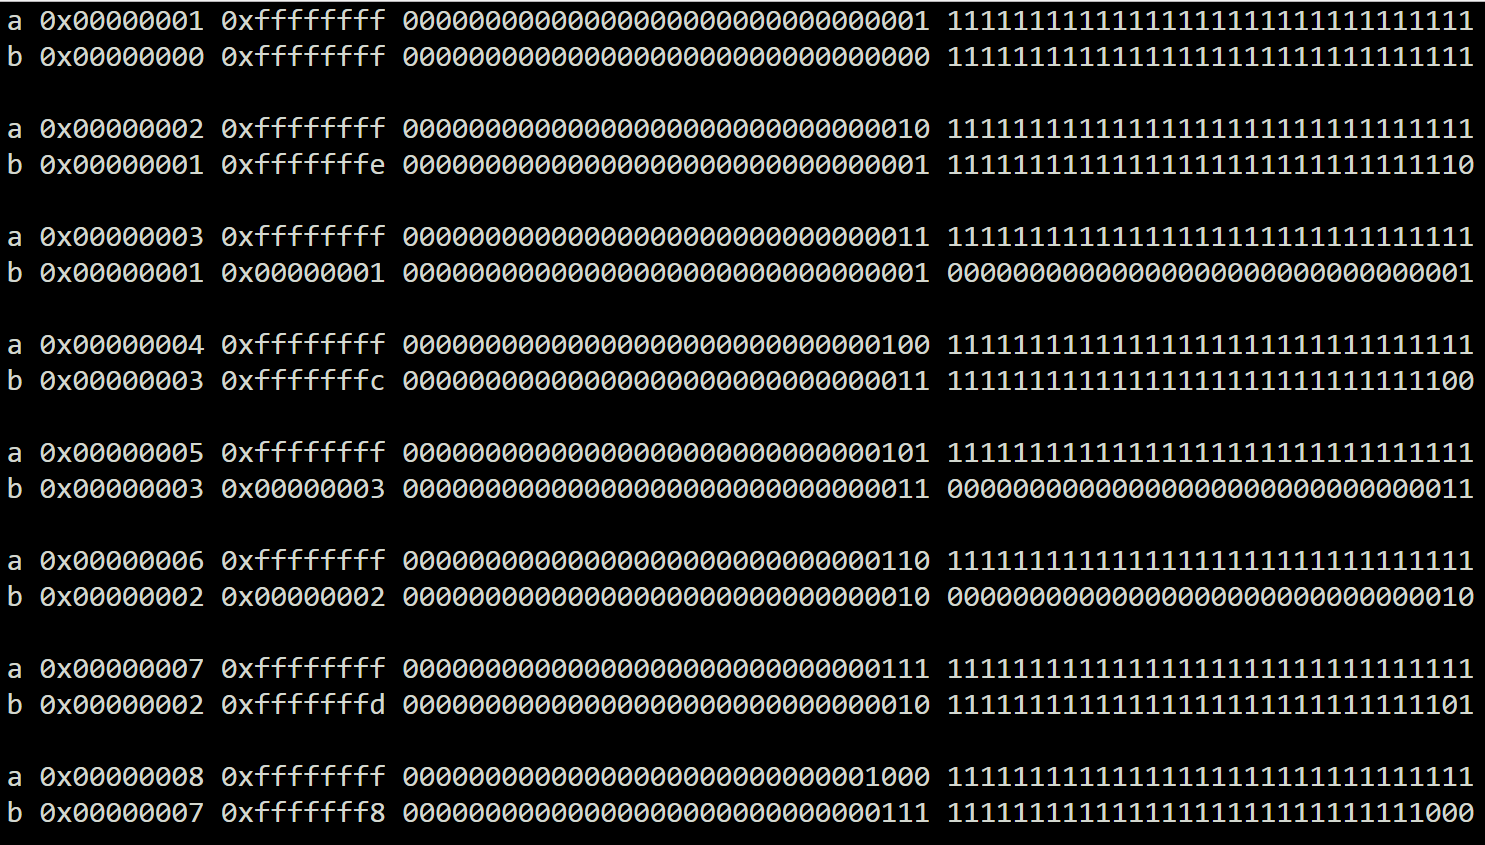 a 0x00000001 0xffffffff 00000000000000000000000000000001 11111111111111111111111111111111
b 0x00000000 0xffffffff 00000000000000000000000000000000 11111111111111111111111111111111
a 0x00000002 0xffffffff 00000000000000000000000000000010 11111111111111111111111111111111
b 0x00000001 0xfffffffe 00000000000000000000000000000001 11111111111111111111111111111110
a 0x00000003 0xffffffff 00000000000000000000000000000011 11111111111111111111111111111111
b 0x00000001 0x00000001 00000000000000000000000000000001 00000000000000000000000000000001
a 0x00000004 0xffffffff 00000000000000000000000000000100 11111111111111111111111111111111
b 0x00000003 0xfffffffc 00000000000000000000000000000011 11111111111111111111111111111100
a 0x00000005 0xffffffff 00000000000000000000000000000101 11111111111111111111111111111111
b 0x00000003 0x00000003 00000000000000000000000000000011 00000000000000000000000000000011
a 0x00000006 0xffffffff 00000000000000000000000000000110 11111111111111111111111111111111
b 0x00000002 0x00000002 00000000000000000000000000000010 00000000000000000000000000000010
a 0x00000007 0xffffffff 00000000000000000000000000000111 11111111111111111111111111111111
b 0x00000002 0xfffffffd 00000000000000000000000000000010 11111111111111111111111111111101
a 0x00000008 0xffffffff 00000000000000000000000000001000 11111111111111111111111111111111
b 0x00000007 0xfffffff8 00000000000000000000000000000111 11111111111111111111111111111000